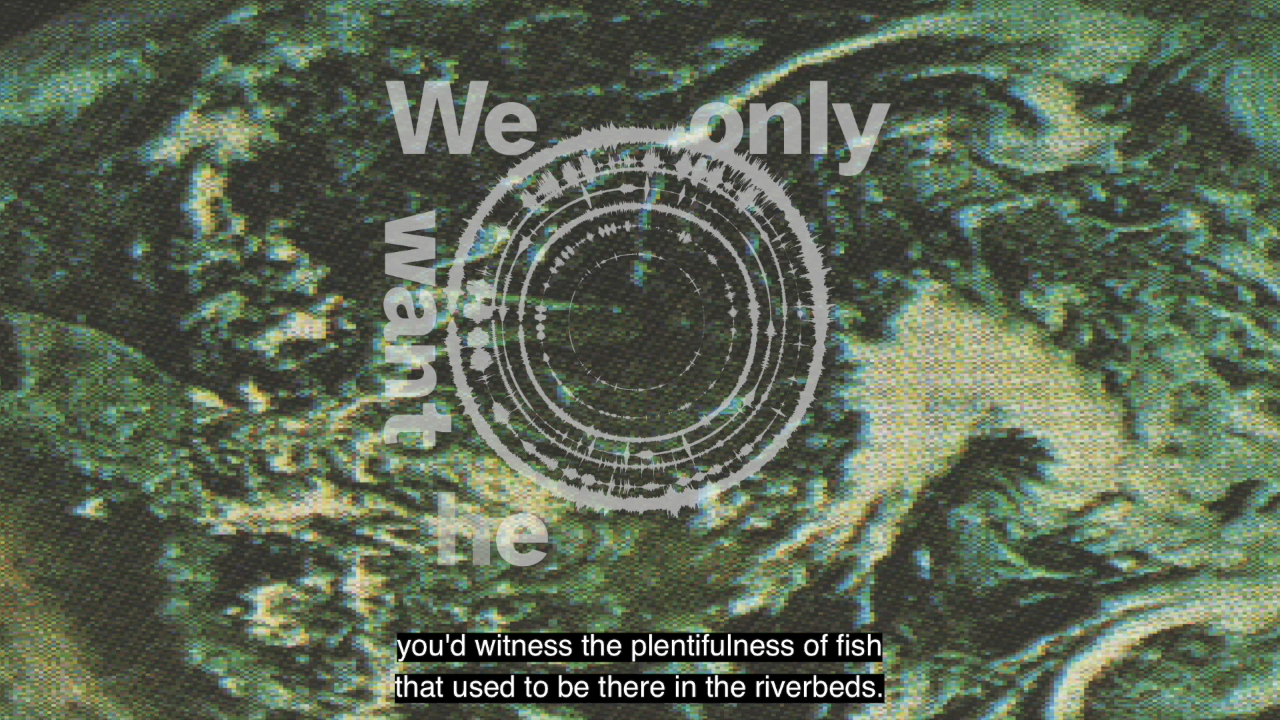 We only
want
he
you'd witness the plentifulness of fish
that used to be there in the riverbeds.